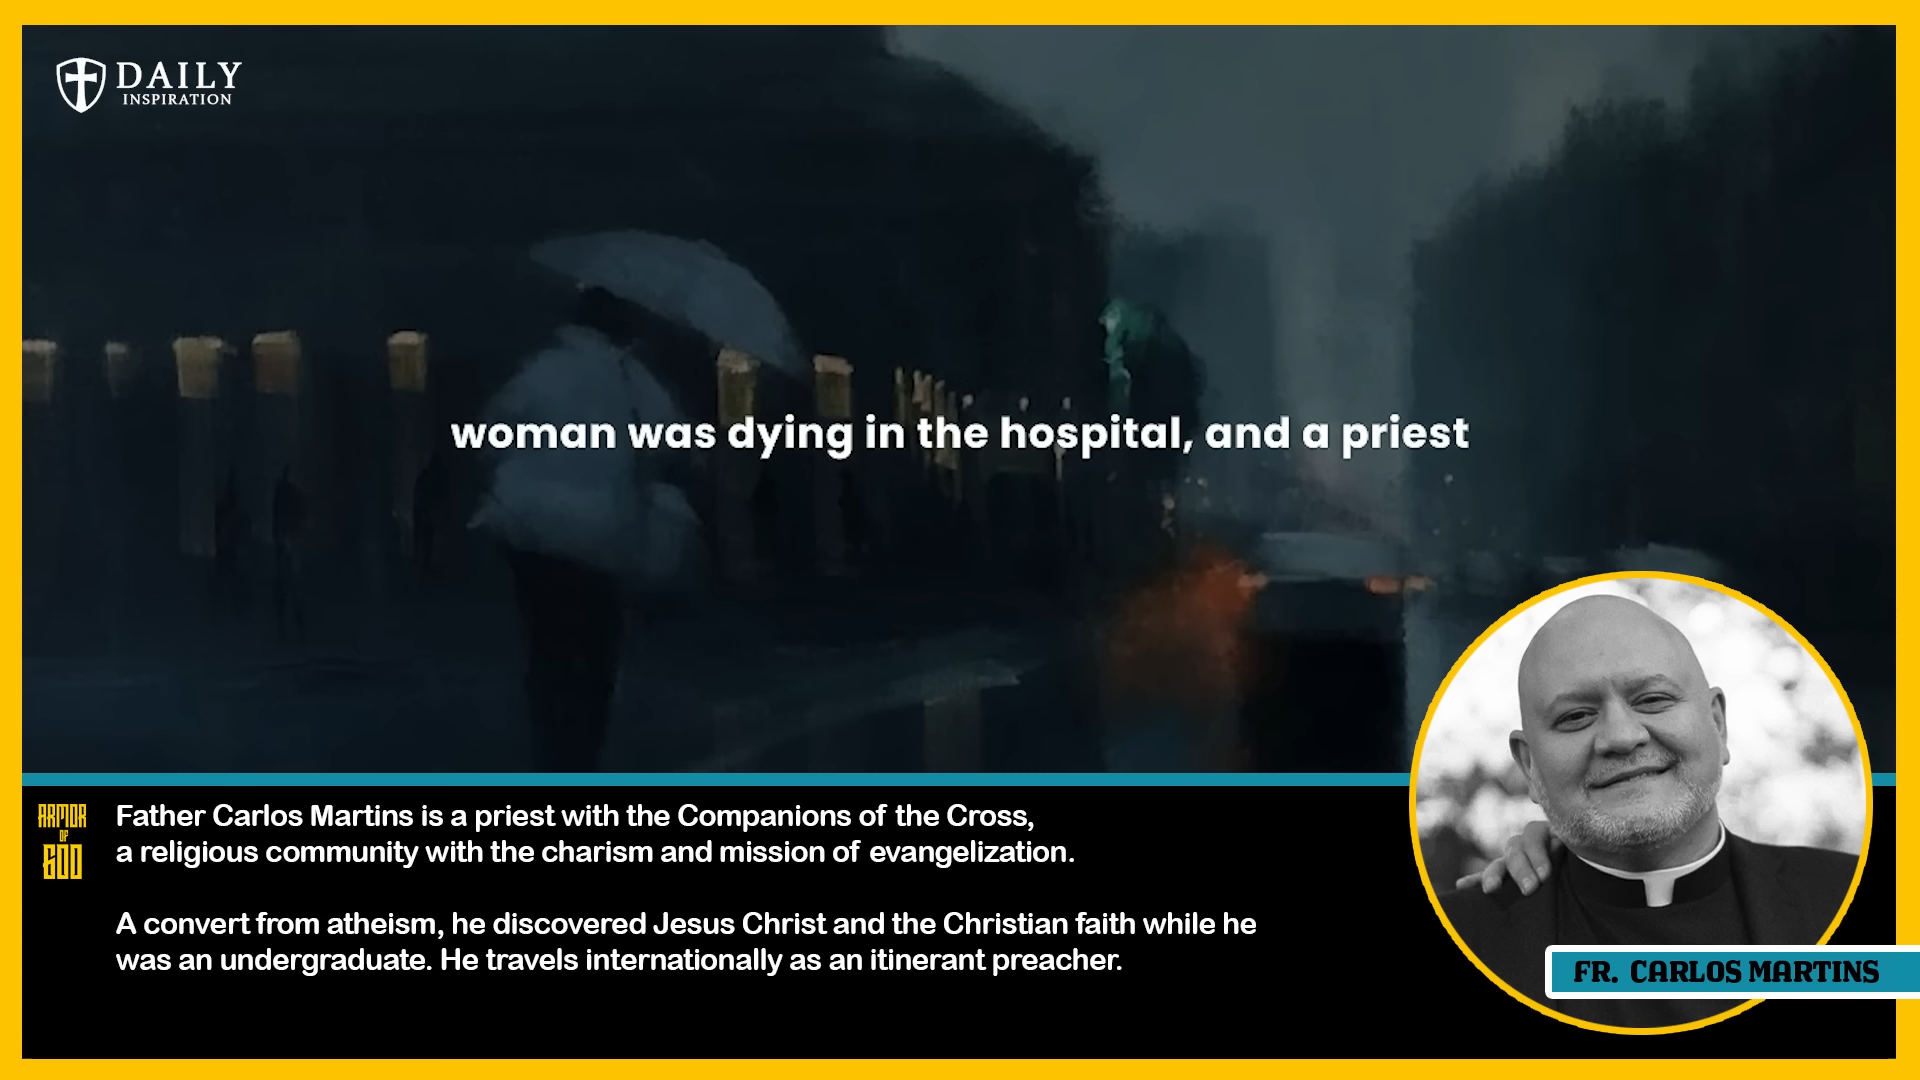 DAILY
INSPIRATION
woman was dying in the hospital, and a priest
ARMOR
OF
GOD
Father Carlos Martins is a priest with the Companions of the Cross,
a religious community with the charism and mission of evangelization.
A convert from atheism, he discovered Jesus Christ and the Christian faith while he
was an undergraduate. He travels internationally as an itinerant preacher.
FR. CARLOS MARTINS